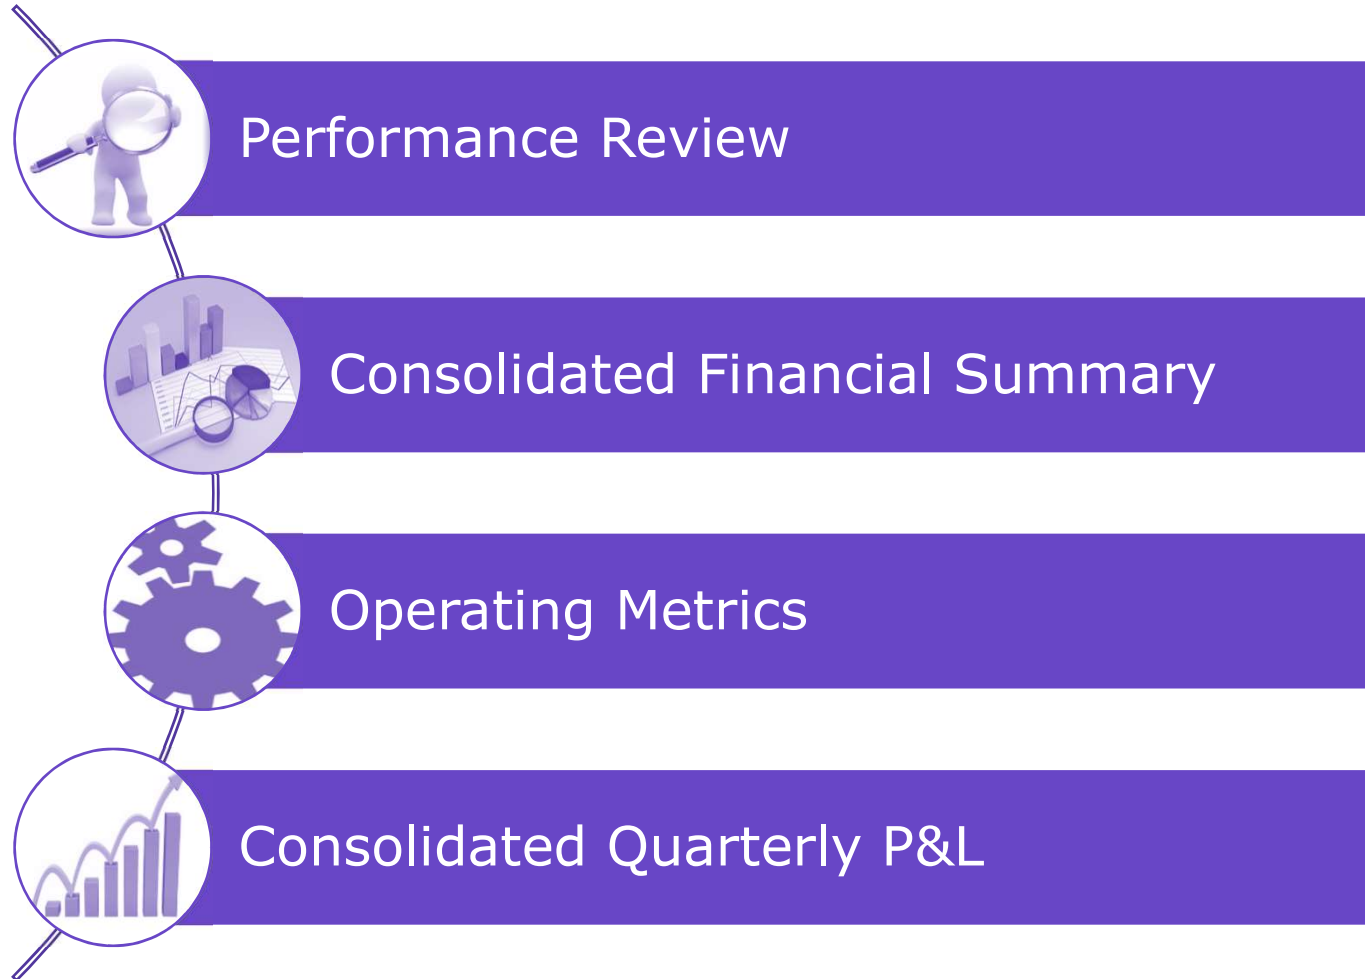 Performance Review
Consolidated Financial Summary
Operating Metrics
Consolidated Quarterly P&L